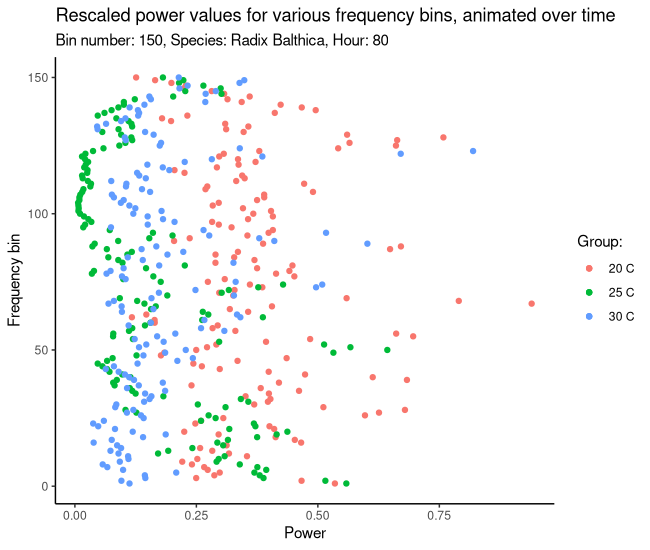 Rescaled power values for various frequency bins, animated over time
Bin number: 150, Species: Radix Balthica, Hour: 80
150
100
50
0
Frequency bin
0.00 0.25 0.50 0.75
Power
Group:
20 C
25 C
30 C